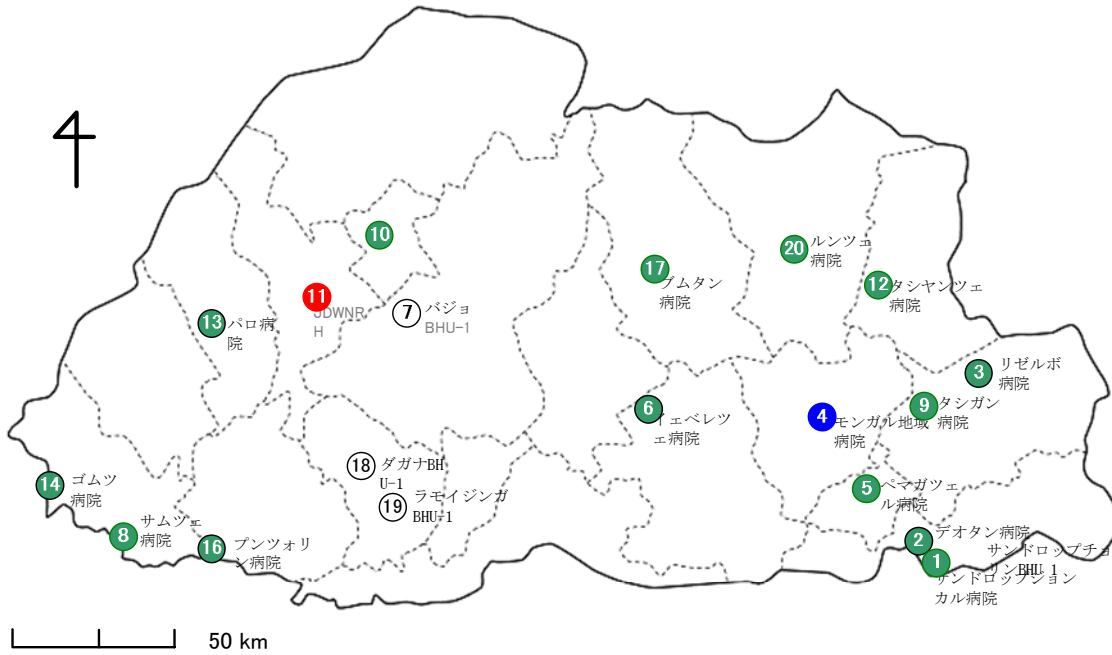 10
20
ルンツェ
病院
17
ブムタン
病院
12
タシヤンツェ
病院
11
JDWNR
H
7
バジョ
BHU-1
13
パロ病
院
3
リゼルボ
病院
6
イェベレツ
ェ病院
4
モンガル地域
病院
9
タシガン
病院
18
ダガナBH
U-1
19
ラモイジンガ
BHU-1
14
ゴムツ
病院
5
ペマガツェ
ル病院
8
サムツェ
病院
16
プンツォリ
ン病院
2
デオタン病院
サンドロップチョ
リンBHU 1
1
サンドロップジョン
カル病院
50 km